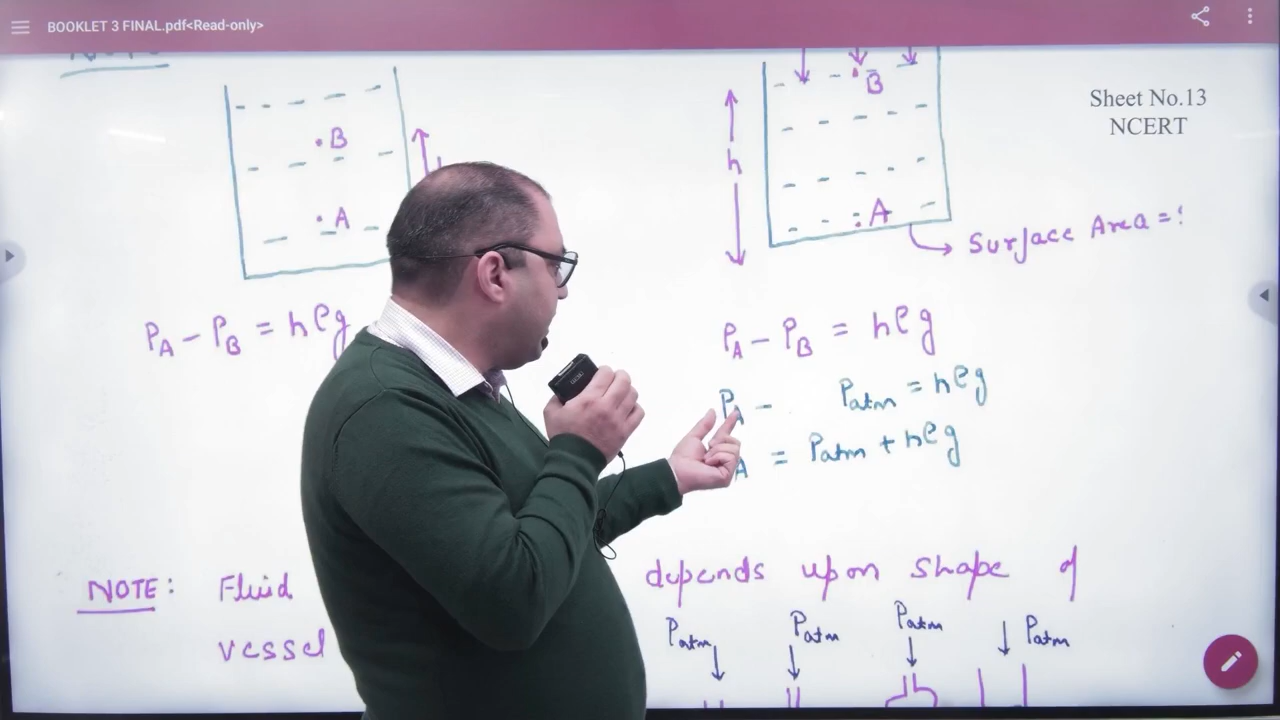 BOOKLET 3 FINAL.pdf<Read-only>
Sheet No.13
NCERT
B
A
B
h
A
Surface Area = ?
PA - PB = hρg
PA - PB = hρg
PA - Patm = hρg
A = Patm + hρg
NOTE: Fluid depends upon shape of
vessel
Patm Patm Patm Patm